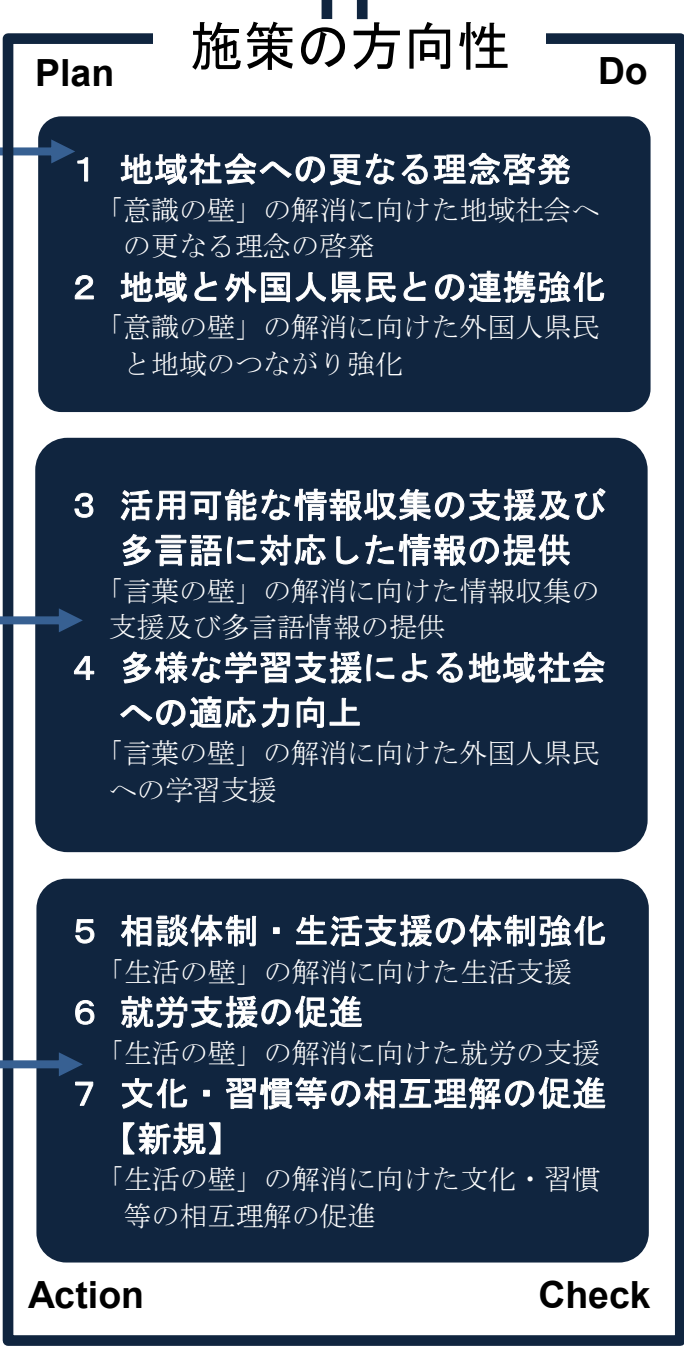 施策の方向性
Plan
Do
１ 地域社会への更なる理念啓発
「意識の壁」の解消に向けた地域社会へ
の更なる理念の啓発
２ 地域と外国人県民との連携強化
「意識の壁」の解消に向けた外国人県民
と地域のつながり強化
３ 活用可能な情報収集の支援及び
多言語に対応した情報の提供
「言葉の壁」の解消に向けた情報収集の
支援及び多言語情報の提供
４ 多様な学習支援による地域社会
への適応力向上
「言葉の壁」の解消に向けた外国人県民
への学習支援
５ 相談体制・生活支援の体制強化
「生活の壁」の解消に向けた生活支援
６ 就労支援の促進
「生活の壁」の解消に向けた就労の支援
７ 文化・習慣等の相互理解の促進
【新規】
「生活の壁」の解消に向けた文化・習慣
等の相互理解の促進
Action
Check